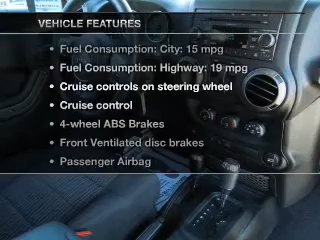 VEHICLE FEATURES
• Fuel Consumption: City: 15 mpg
• Fuel Consumption: Highway: 19 mpg
• Cruise controls on steering wheel
• Cruise control
• 4-wheel ABS Brakes
• Front Ventilated disc brakes
• Passenger Airbag